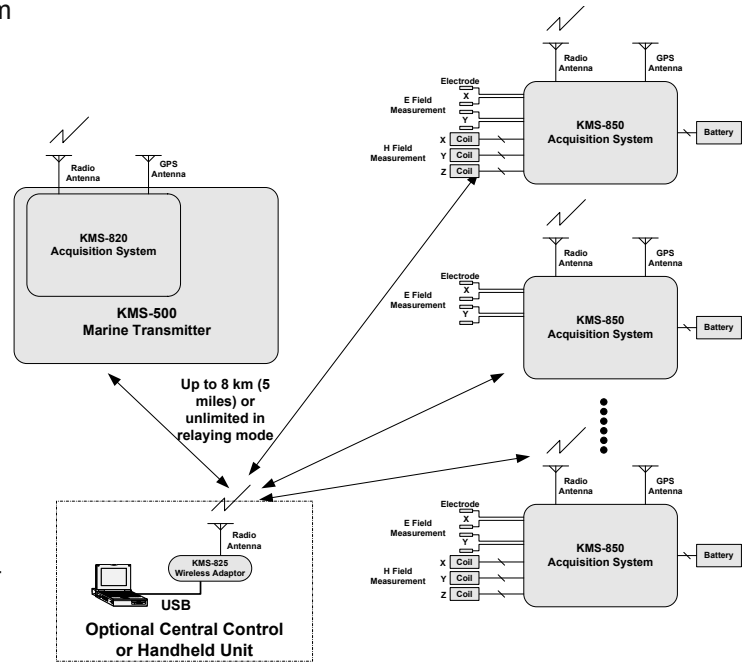 m
Radio
Antenna
GPS
Antenna
KMS-820
Acquisition System
KMS-500
Marine Transmitter
Up to 8 km (5
miles) or
unlimited in
relaying mode
Radio
Antenna
KMS-825
Wireless Adaptor
USB
Optional Central Control
or Handheld Unit
Radio
Antenna
GPS
Antenna
Electrode
X
E Field
Measurement
Y
X Coil
H Field
Measurement
Y Coil
Z Coil
KMS-850
Acquisition System
Battery
Radio
Antenna
GPS
Antenna
Electrode
X
E Field
Measurement
Y
KMS-850
Acquisition System
Battery
Radio
Antenna
GPS
Antenna
Electrode
X
E Field
Measurement
Y
X Coil
H Field
Measurement
Y Coil
Z Coil
KMS-850
Acquisition System
Battery